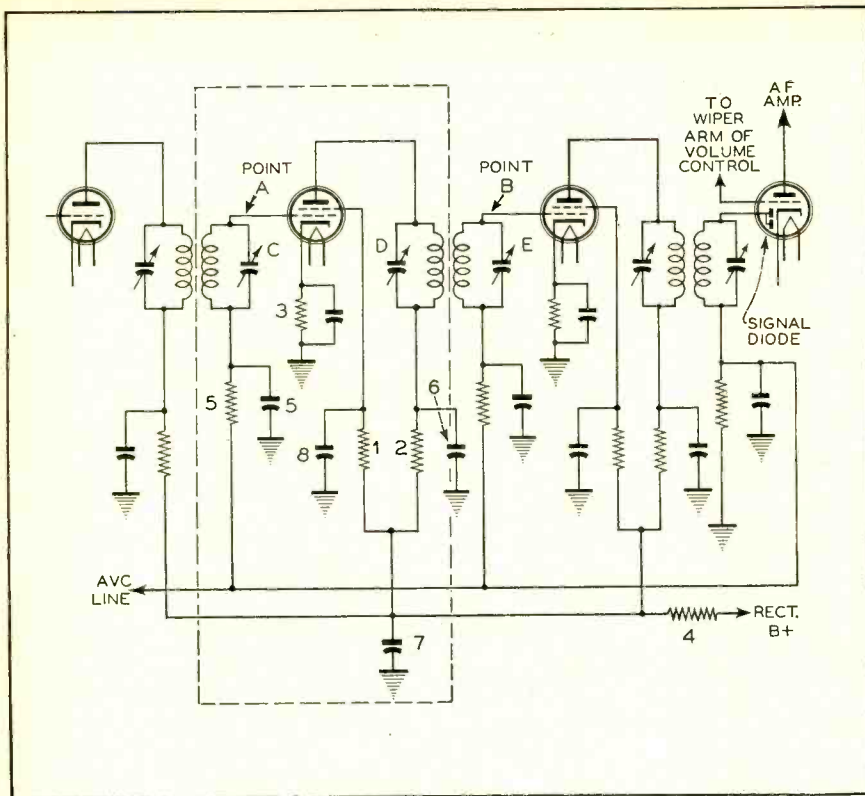 AF
AMP.
TO
WIPER
ARM OF
VOLUME
CONTROL
POINT
A
POINT
B
C
D
E
3
SIGNAL
DIODE
5
5
6
8
1
2
AVC
LINE
4
RECT.
B+
7